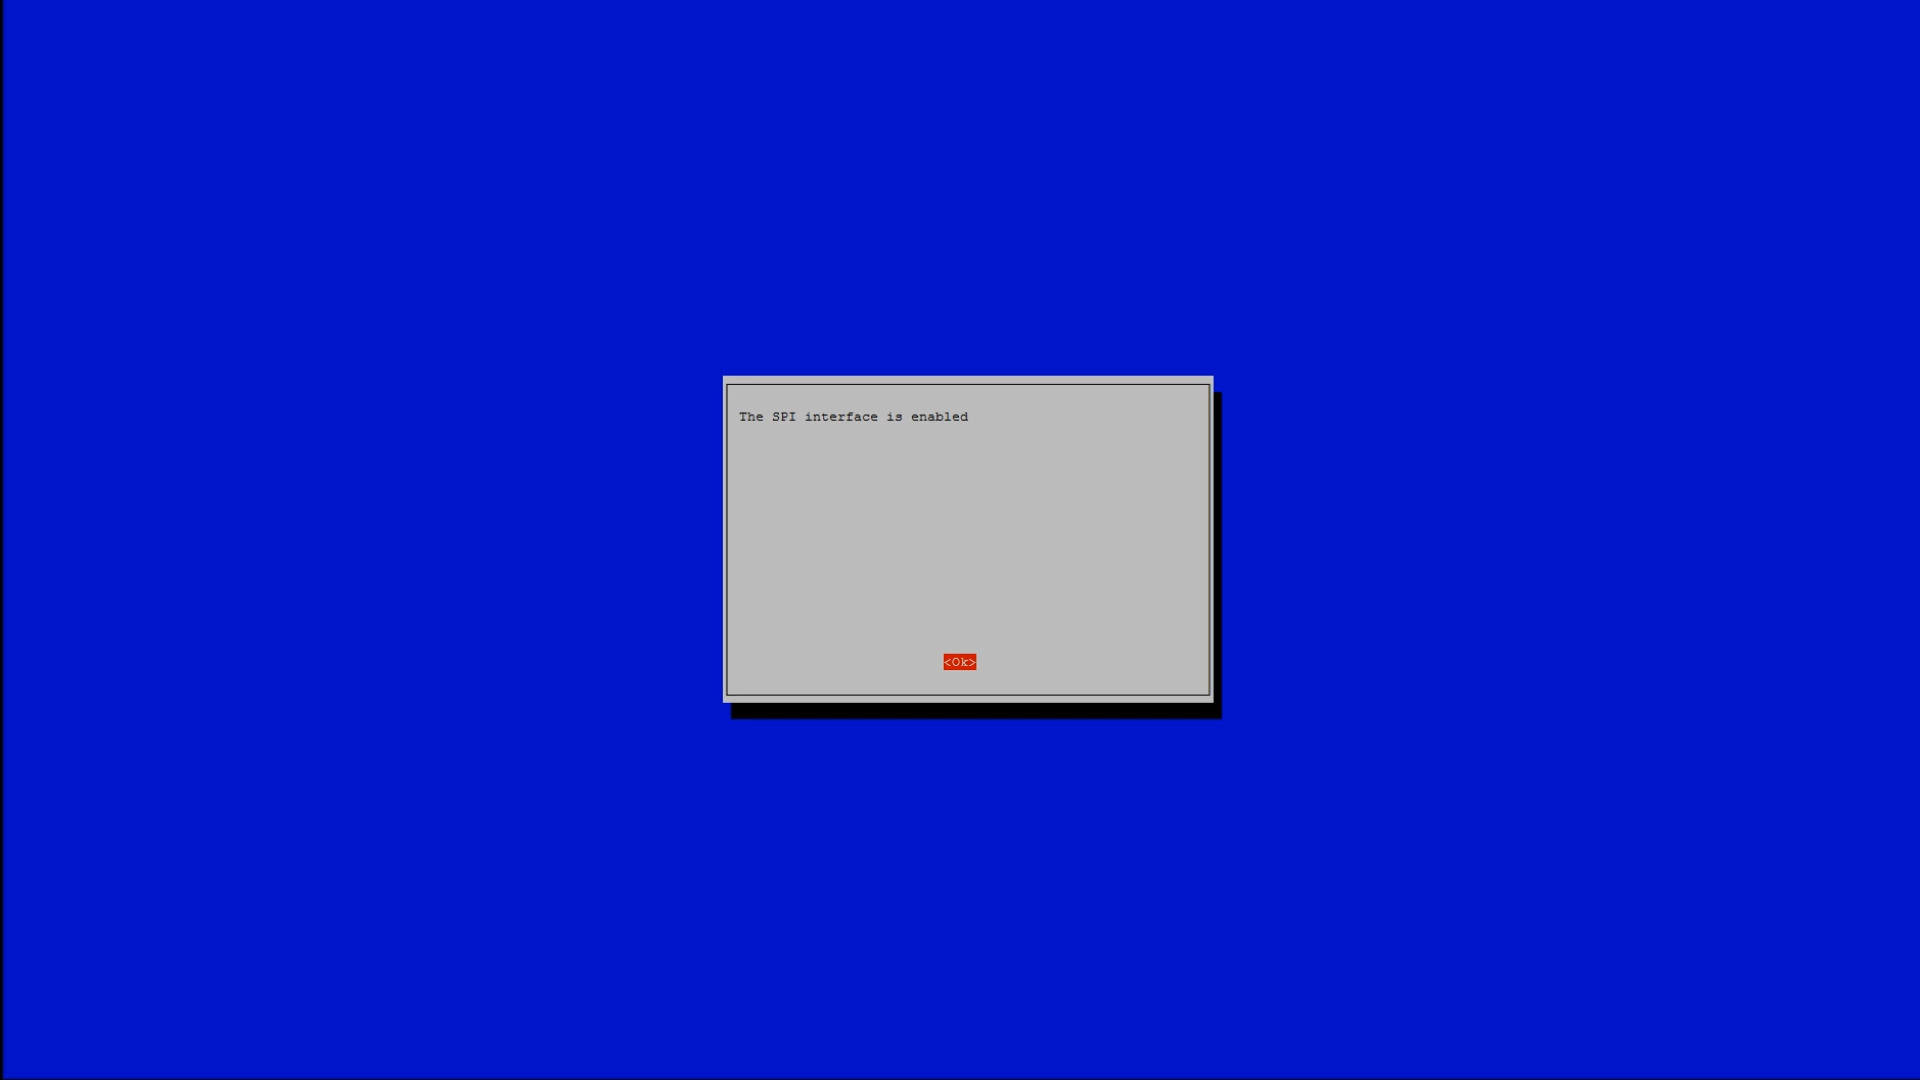 The SPI interface is enabled
<Ok>